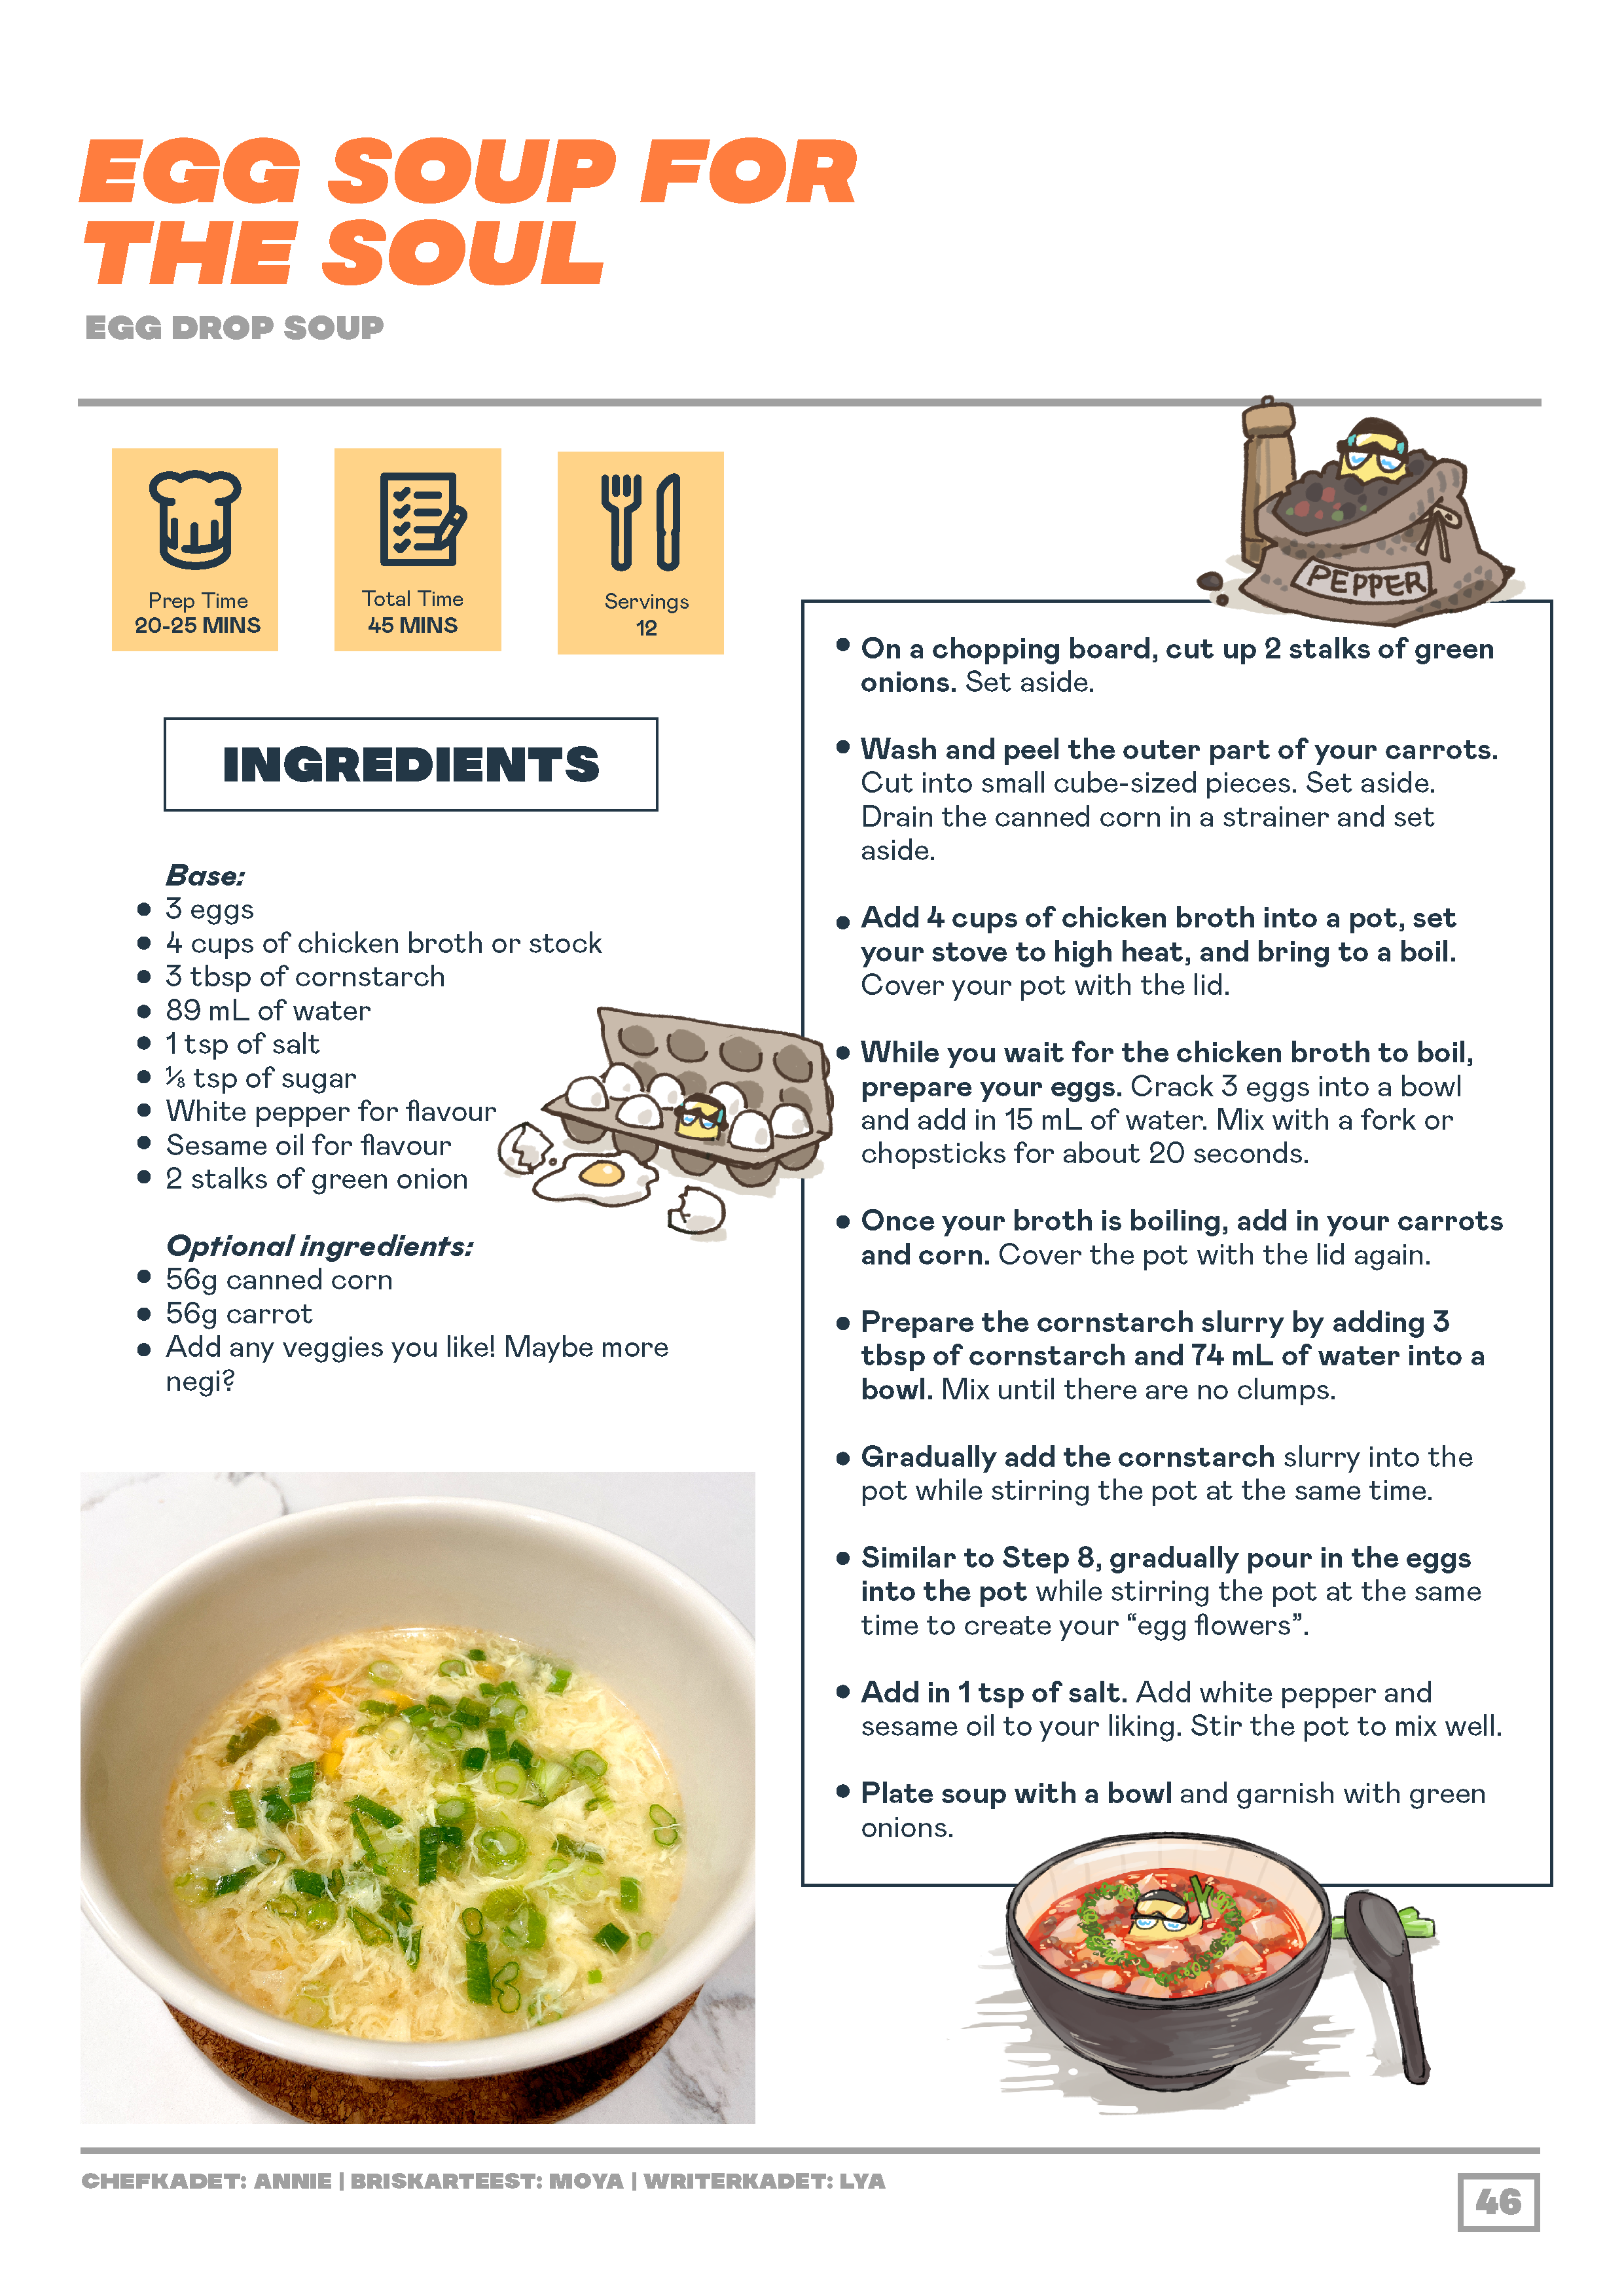 EGG SOUP FOR
THE SOUL
EGG DROP SOUP
Prep Time
20-25 MINS
Total Time
45 MINS
Servings
12
INGREDIENTS
Base:
• 3 eggs
• 4 cups of chicken broth or stock
• 3 tbsp of cornstarch
• 89 mL of water
• 1 tsp of salt
• ⅛ tsp of sugar
• White pepper for flavour
• Sesame oil for flavour
• 2 stalks of green onion
Optional ingredients:
• 56g canned corn
• 56g carrot
• Add any veggies you like! Maybe more
negi?
PEPPER
• On a chopping board, cut up 2 stalks of green
onions. Set aside.
• Wash and peel the outer part of your carrots.
Cut into small cube-sized pieces. Set aside.
Drain the canned corn in a strainer and set
aside.
• Add 4 cups of chicken broth into a pot, set
your stove to high heat, and bring to a boil.
Cover your pot with the lid.
• While you wait for the chicken broth to boil,
prepare your eggs. Crack 3 eggs into a bowl
and add in 15 mL of water. Mix with a fork or
chopsticks for about 20 seconds.
• Once your broth is boiling, add in your carrots
and corn. Cover the pot with the lid again.
• Prepare the cornstarch slurry by adding 3
tbsp of cornstarch and 74 mL of water into a
bowl. Mix until there are no clumps.
• Gradually add the cornstarch slurry into the
pot while stirring the pot at the same time.
• Similar to Step 8, gradually pour in the eggs
into the pot while stirring the pot at the same
time to create your “egg flowers”.
• Add in 1 tsp of salt. Add white pepper and
sesame oil to your liking. Stir the pot to mix well.
• Plate soup with a bowl and garnish with green
onions.
CHEFKADET: ANNIE | BRISKARTEEST: MOYA | WRITERKADET: LYA
46